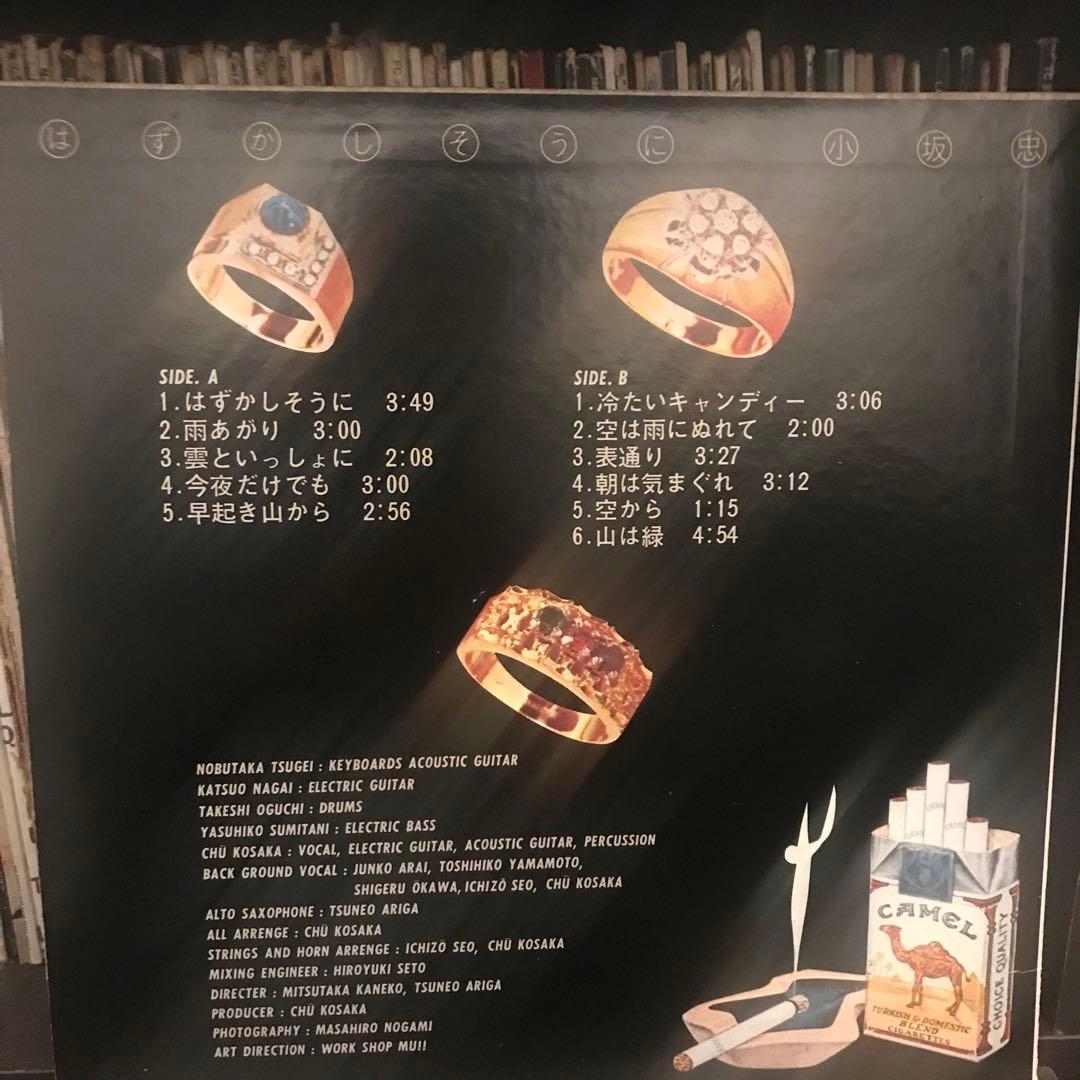 はずかしそうに 小坂忠
SIDE. A
1.はずかしそうに 3:49
2.雨あがり 3:00
3.雲といっしょに 2:08
4.今夜だけでも 3:00
5.早起き山から 2:56
SIDE. B
1.冷たいキャンディー 3:06
2.空は雨にぬれて 2:00
3.表通り 3:27
4.朝は気まぐれ 3:12
5.空から 1:15
6.山は緑 4:54
NOBUTAKA TSUGEI : KEYBOARDS ACOUSTIC GUITAR
KATSUO NAGAI : ELECTRIC GUITAR
TAKESHI OGUCHI : DRUMS
YASUHIKO SUMITANI : ELECTRIC BASS
CHŪ KOSAKA : VOCAL, ELECTRIC GUITAR, ACOUSTIC GUITAR, PERCUSSION
BACK GROUND VOCAL : JUNKO ARAI, TOSHIHIKO YAMAMOTO,
SHIGERU ŌKAWA, ICHIZŌ SEO, CHŪ KOSAKA
ALTO SAXOPHONE : TSUNEO ARIGA
ALL ARRENGE : CHŪ KOSAKA
STRINGS AND HORN ARRENGE : ICHIZŌ SEO, CHŪ KOSAKA
MIXING ENGINEER : HIROYUKI SETO
DIRECTER : MITSUTAKA KANEKO, TSUNEO ARIGA
PRODUCER : CHŪ KOSAKA
PHOTOGRAPHY : MASAHIRO NOGAMI
ART DIRECTION : WORK SHOP MU!!
CAMEL
TURKISH & DOMESTIC
BLEND
CIGARETTES
CHOICE QUALITY